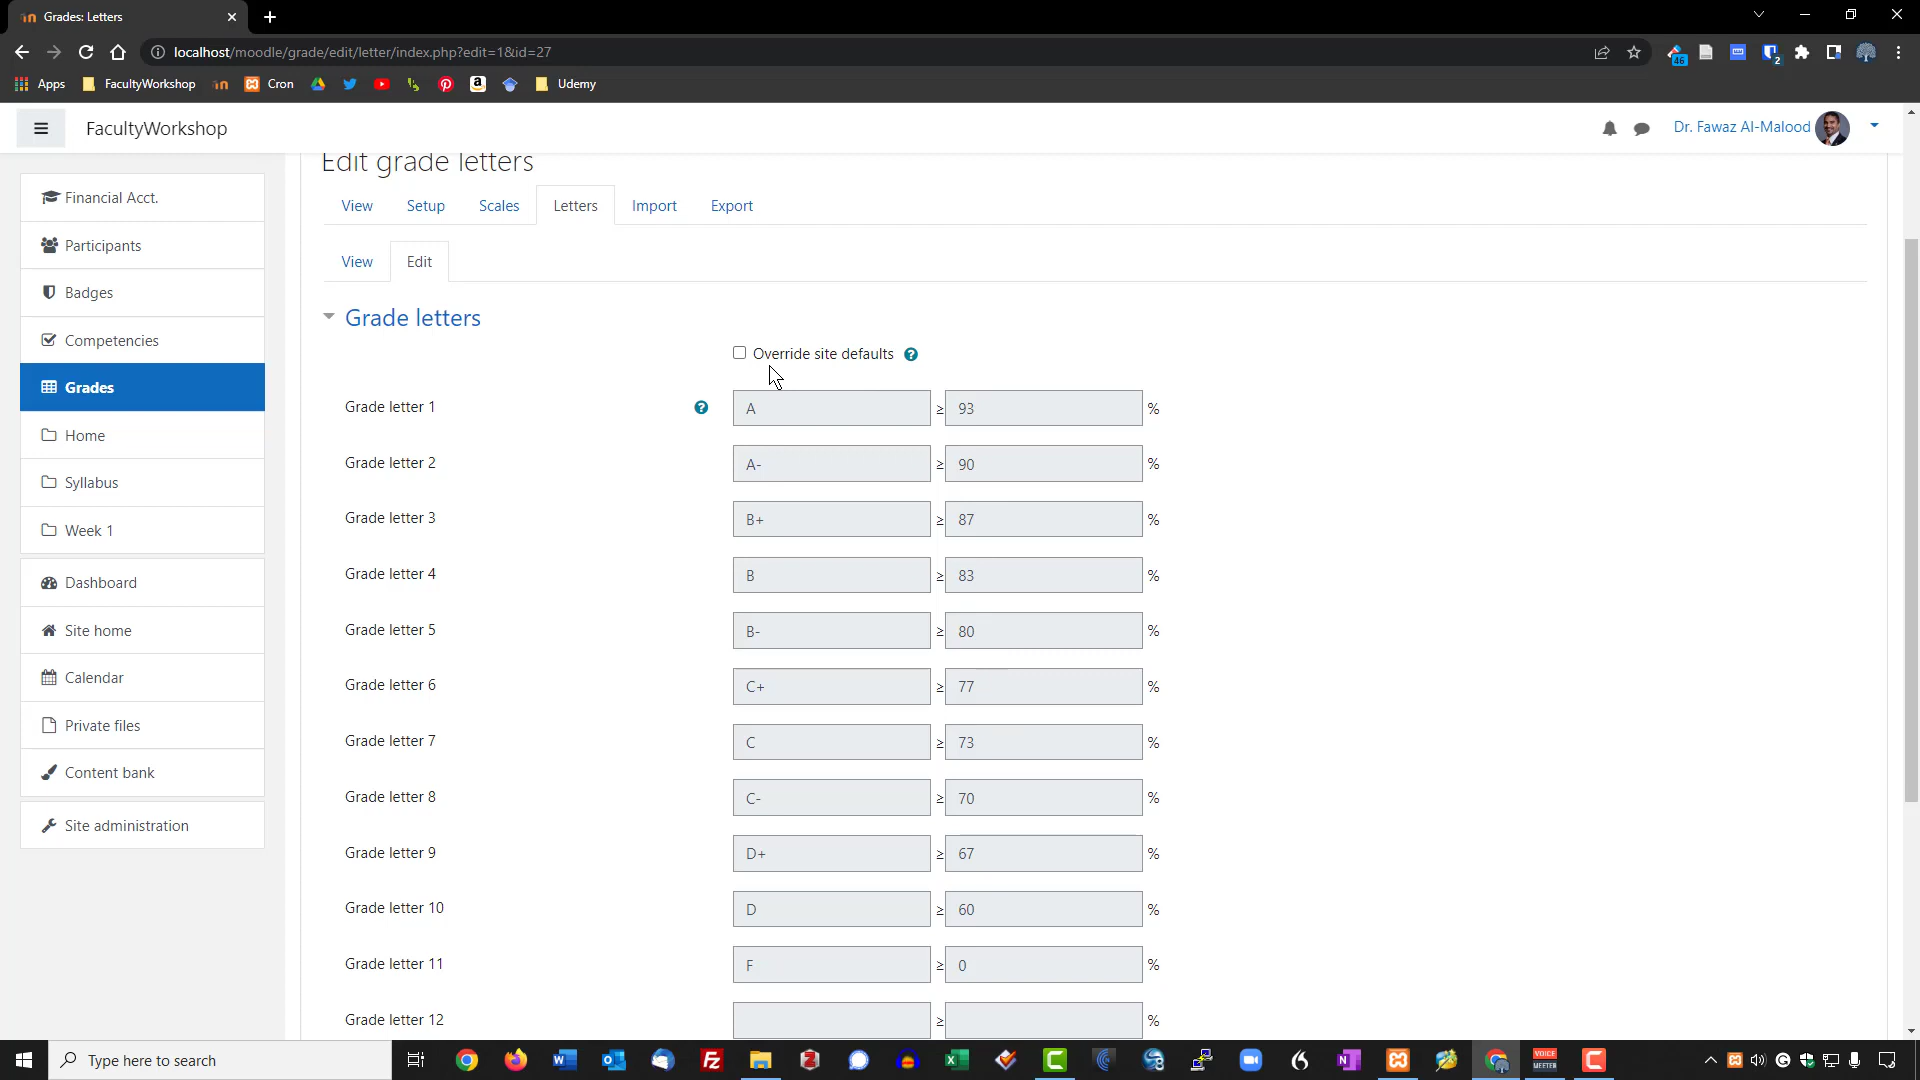 Grades: Letters
localhost/moodle/grade/edit/letter/index.php?edit=1&id=27
46
2
Apps
FacultyWorkshop
Cron
Udemy
FacultyWorkshop
Dr. Fawaz Al-Malood
Edit grade letters
Financial Acct.
Participants
Badges
Competencies
Grades
Home
Syllabus
Week 1
Dashboard
Site home
Calendar
Private files
Content bank
Site administration
View Setup Scales Letters Import Export
View Edit
Grade letters
Override site defaults ?
Grade letter 1 ? A ≥ 93 %
Grade letter 2 A- ≥ 90 %
Grade letter 3 B+ ≥ 87 %
Grade letter 4 B ≥ 83 %
Grade letter 5 B- ≥ 80 %
Grade letter 6 C+ ≥ 77 %
Grade letter 7 C ≥ 73 %
Grade letter 8 C- ≥ 70 %
Grade letter 9 D+ ≥ 67 %
Grade letter 10 D ≥ 60 %
Grade letter 11 F ≥ 0 %
Grade letter 12 ≥ %
Type here to search
VOICE
MEETER